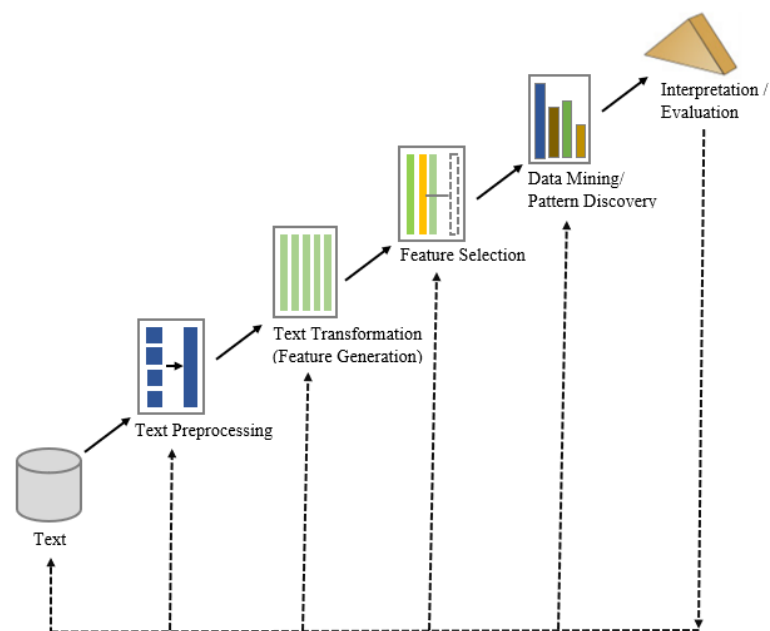 Interpretation /
Evaluation
Data Mining/
Pattern Discovery
Feature Selection
Text Transformation
(Feature Generation)
Text Preprocessing
Text